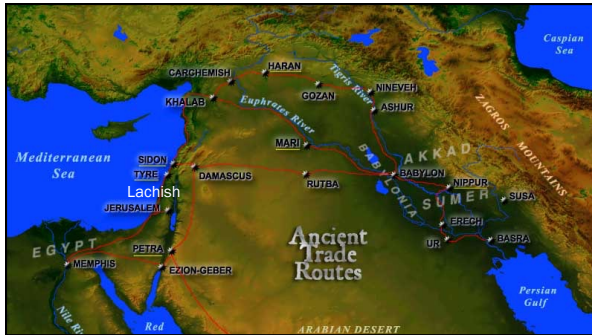 Caspian
Sea
HARAN
CARCHEMISH
Tigris River
NINEVEH
KHALAB
Euphrates River
GOZAN
ASHUR
ZAGROS
MOUNTAINS
Mediterranean
Sea
MARI
AKKAD
SIDON
TYRE
DAMASCUS
RUTBA
BABYLONIA
BABYLON
NIPPUR
Lachish
SUMER
SUSA
JERUSALEM
ERECH
EGYPT
PETRA
Ancient
Trade
Routes
UR
BASRA
MEMPHIS
EZION-GEBER
Persian
Gulf
Nile Ri
Red
ARABIAN DESERT